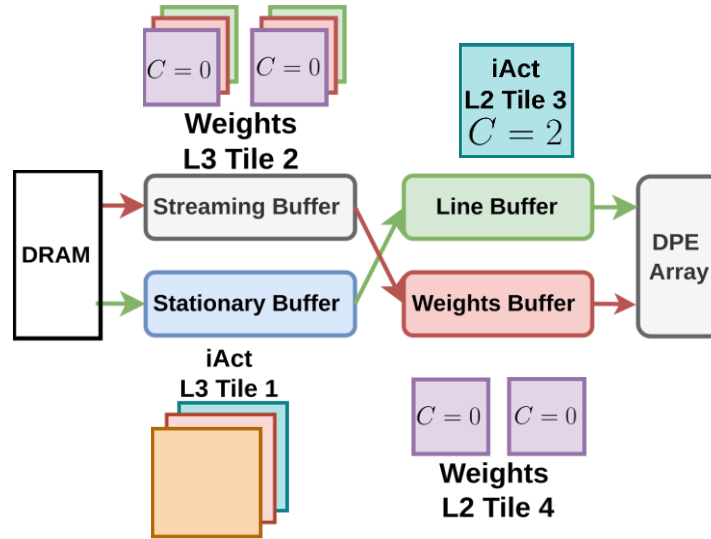 C = 0
C = 0
Weights
L3 Tile 2
iAct
L2 Tile 3
C = 2
DRAM
Streaming Buffer
Line Buffer
DPE
Array
Stationary Buffer
Weights Buffer
iAct
L3 Tile 1
C = 0
C = 0
Weights
L2 Tile 4